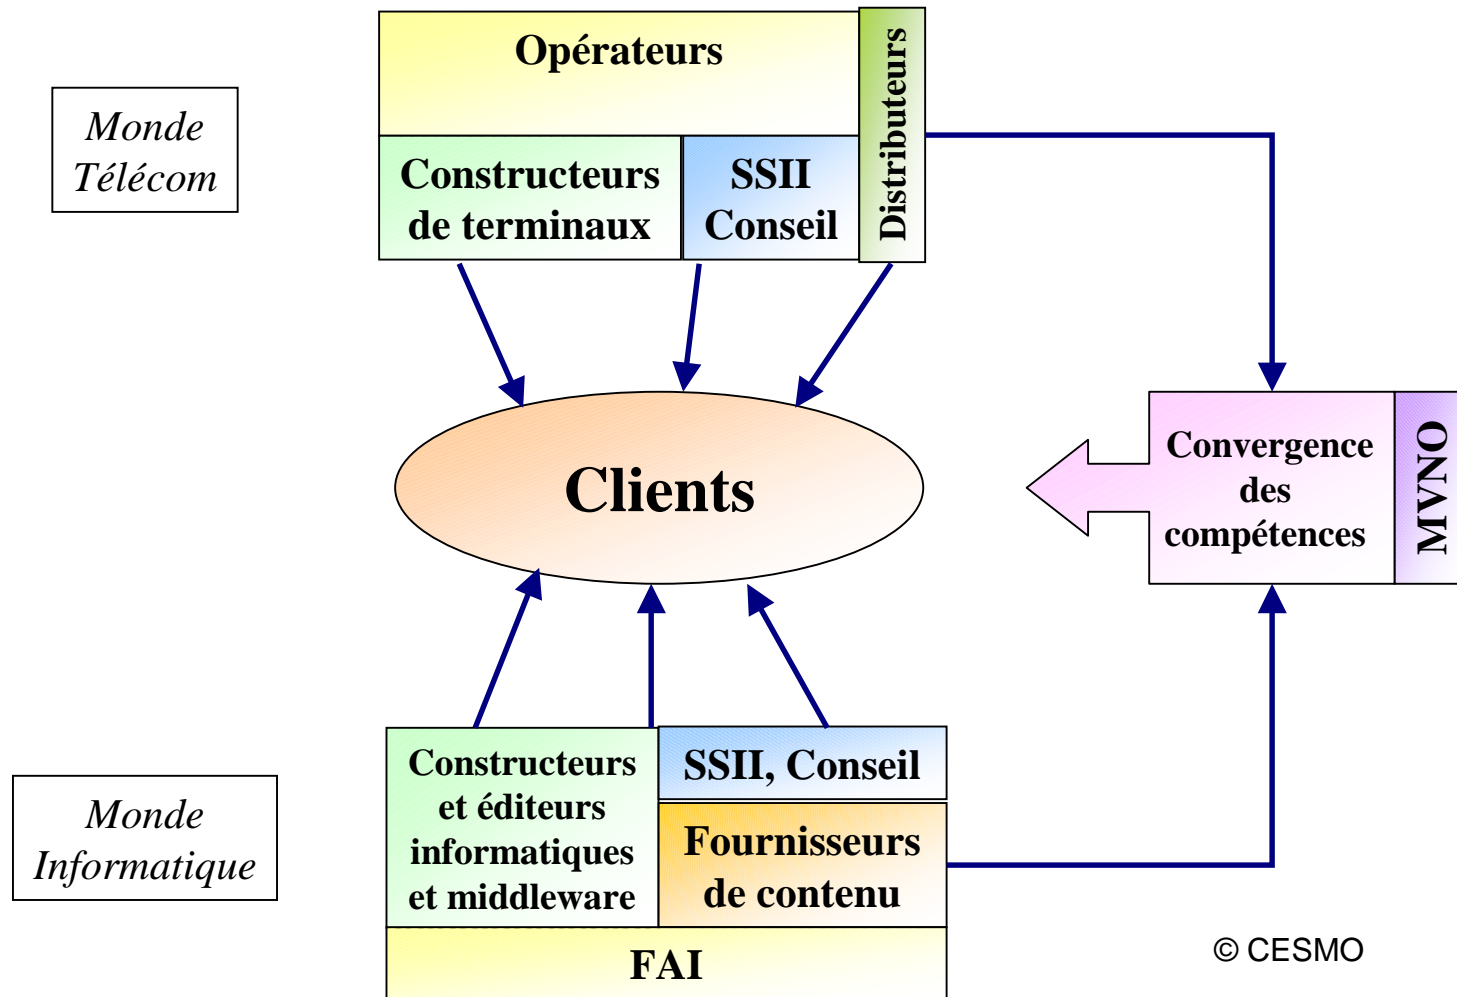 Opérateurs
Distributeurs
Monde
Télécom
Constructeurs
de terminaux
SSII
Conseil
Clients
Convergence
des
compétences
MVNO
Monde
Informatique
Constructeurs
et éditeurs
informatiques
et middleware
SSII, Conseil
Fournisseurs
de contenu
FAI
© CESMO